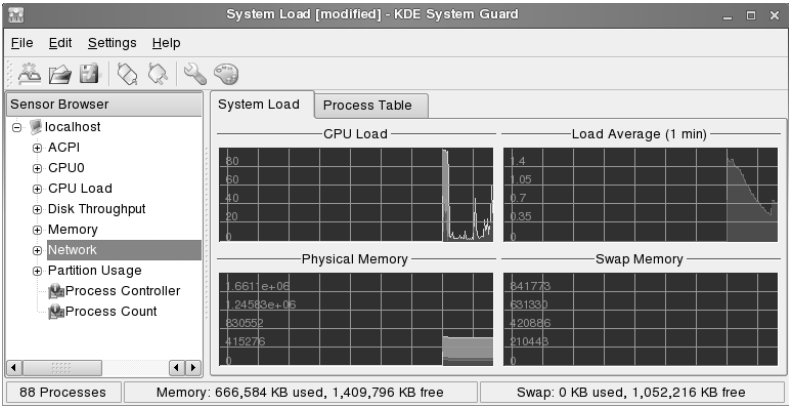 System Load [modified] - KDE System Guard
File Edit Settings Help
Sensor Browser
localhost
ACPI
CPU0
CPU Load
Disk Throughput
Memory
Network
Partition Usage
Process Controller
Process Count
System Load Process Table
CPU Load
80
60
40
20
0
Load Average (1 min)
1.4
1.05
0.7
0.35
0
Physical Memory
1.6611e+06
1.24583e+06
830552
415276
0
Swap Memory
841773
631330
420886
210443
0
88 Processes Memory: 666,584 KB used, 1,409,796 KB free Swap: 0 KB used, 1,052,216 KB free